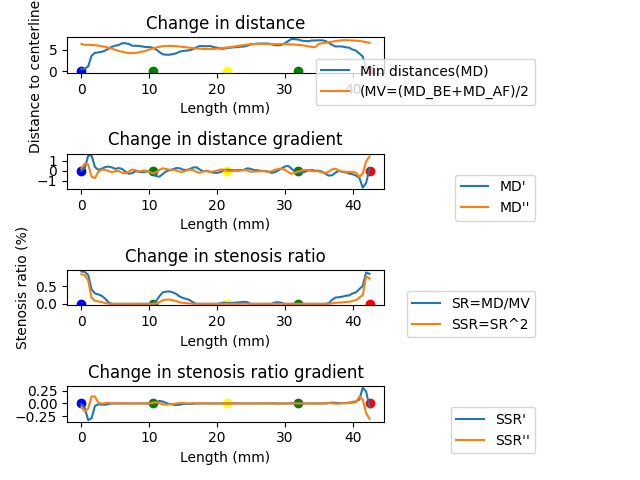 Change in distance
Distance to centerline
5
0
0
10
20
30
40
Length (mm)
Min distances(MD)
(MV=(MD_BE+MD_AF)/2
Change in distance gradient
1
0
−1
0
10
20
30
40
Length (mm)
MD'
MD''
Change in stenosis ratio
Stenosis ratio (%)
0.5
0.0
0
10
20
30
40
Length (mm)
SR=MD/MV
SSR=SR^2
Change in stenosis ratio gradient
0.25
0.00
−0.25
0
10
20
30
40
Length (mm)
SSR'
SSR''